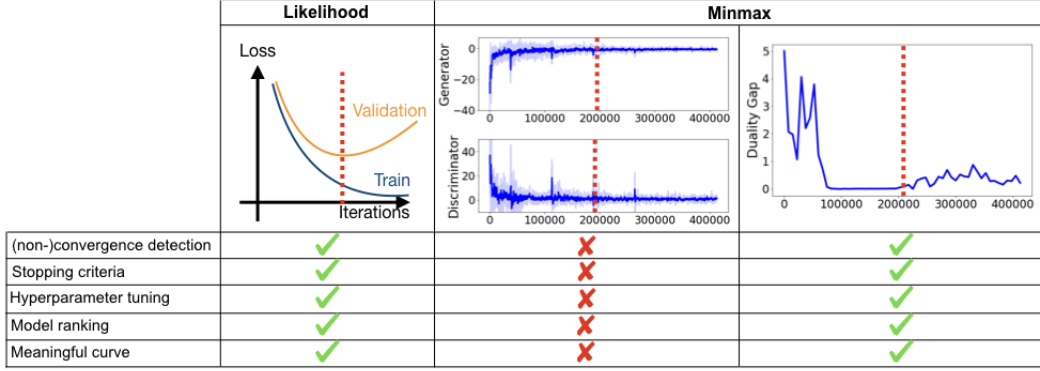 Likelihood
Minmax
Loss
Validation
Train
Iterations
Generator
0
−20
−40
0 100000 200000 300000 400000
Discriminator
40
20
0
0 100000 200000 300000 400000
Duality Gap
5
4
3
2
1
0
0 100000 200000 300000 400000
(non-)convergence detection
Stopping criteria
Hyperparameter tuning
Model ranking
Meaningful curve